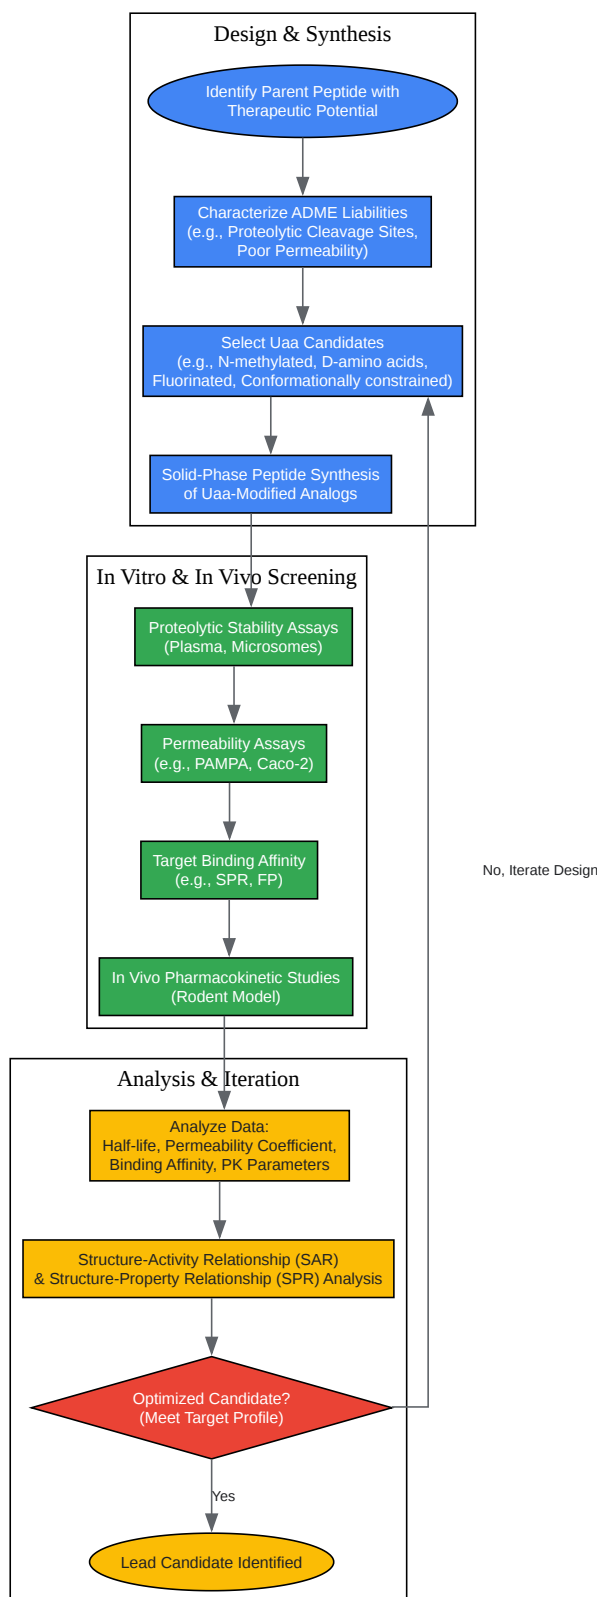 Design & Synthesis
Identify Parent Peptide with
Therapeutic Potential
Characterize ADME Liabilities
(e.g., Proteolytic Cleavage Sites,
Poor Permeability)
Select Uaa Candidates
(e.g., N-methylated, D-amino acids,
Fluorinated, Conformationally constrained)
Solid-Phase Peptide Synthesis
of Uaa-Modified Analogs
In Vitro & In Vivo Screening
Proteolytic Stability Assays
(Plasma, Microsomes)
Permeability Assays
(e.g., PAMPA, Caco-2)
Target Binding Affinity
(e.g., SPR, FP)
No, Iterate Design
In Vivo Pharmacokinetic Studies
(Rodent Model)
Analysis & Iteration
Analyze Data:
Half-life, Permeability Coefficient,
Binding Affinity, PK Parameters
Structure-Activity Relationship (SAR)
& Structure-Property Relationship (SPR) Analysis
Optimized Candidate?
(Meet Target Profile)
Yes
Lead Candidate Identified